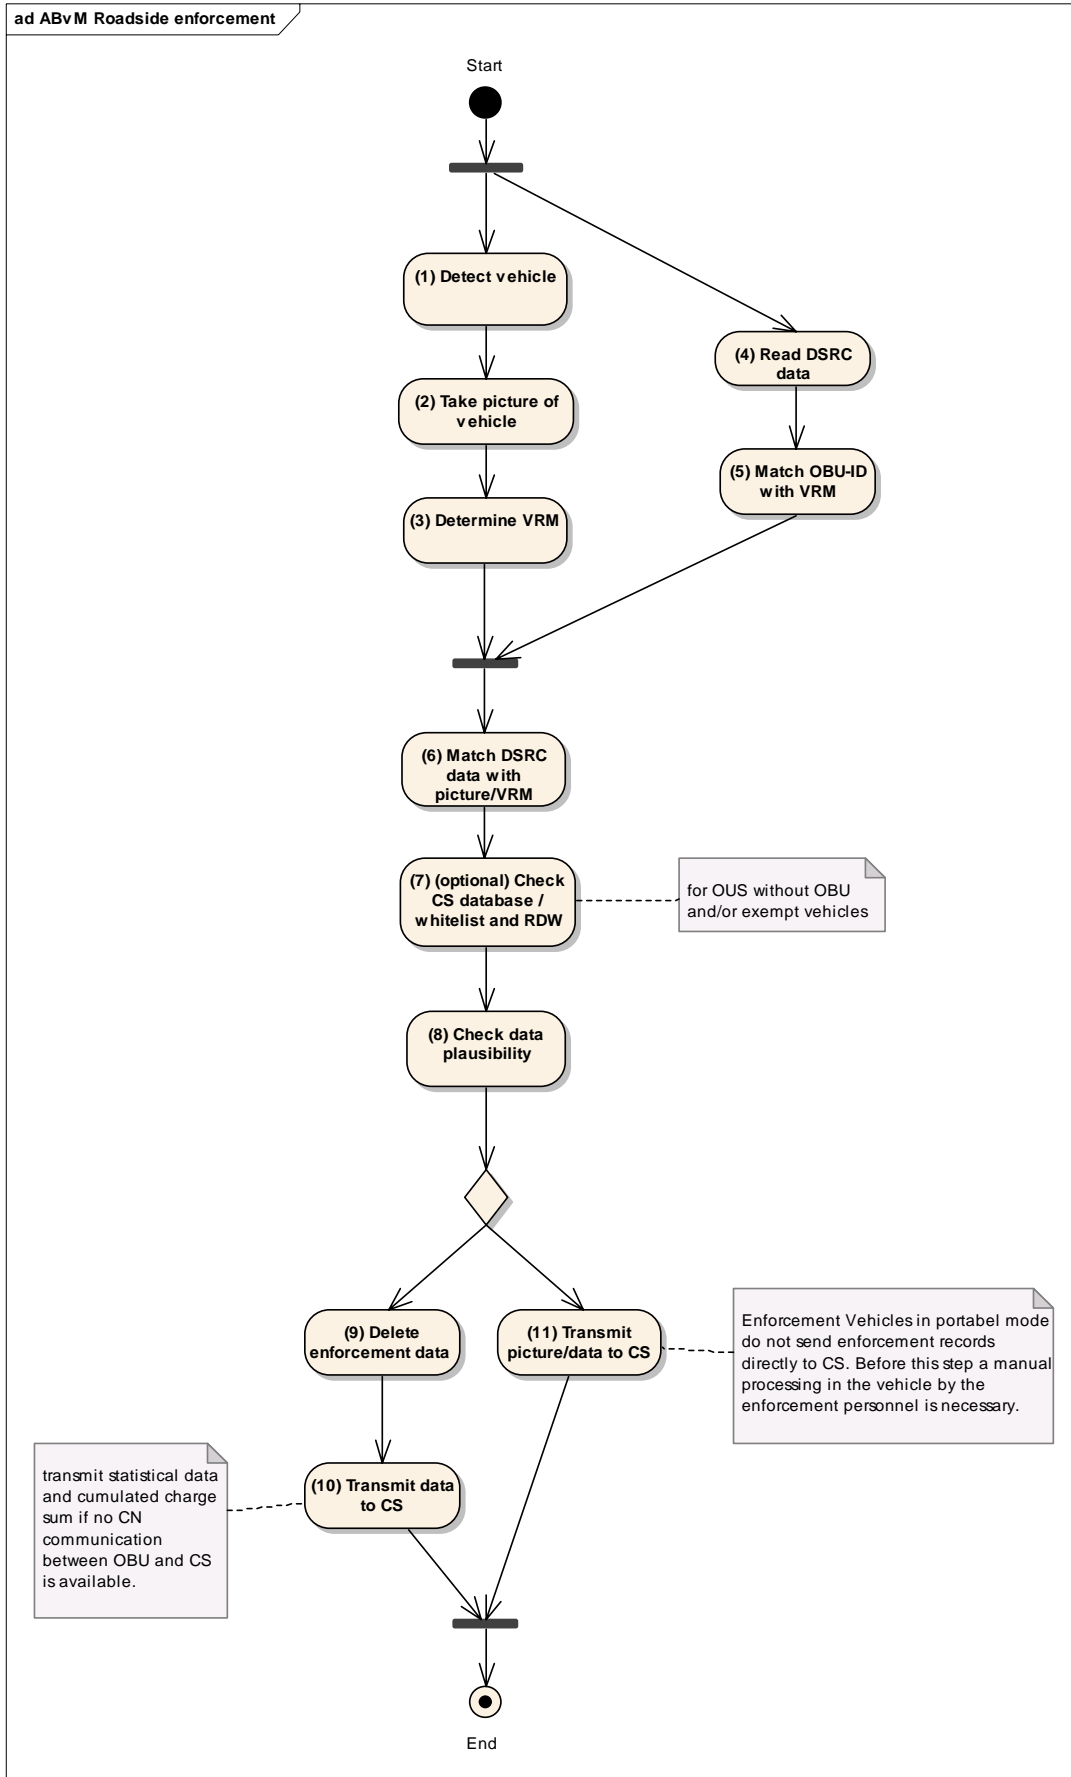 ad ABvM Roadside enforcement
Start
(1) Detect vehicle
(4) Read DSRC
data
(2) Take picture of
vehicle
(5) Match OBU-ID
with VRM
(3) Determine VRM
(6) Match DSRC
data with
picture/VRM
(7) (optional) Check
CS database /
whitelist and RDW
for OUS without OBU
and/or exempt vehicles
(8) Check data
plausibility
(9) Delete
enforcement data
(11) Transmit
picture/data to CS
Enforcement Vehicles in portabel mode
do not send enforcement records
directly to CS. Before this step a manual
processing in the vehicle by the
enforcement personnel is necessary.
transmit statistical data
and cumulated charge
sum if no CN
communication
between OBU and CS
is available.
(10) Transmit data
to CS
End